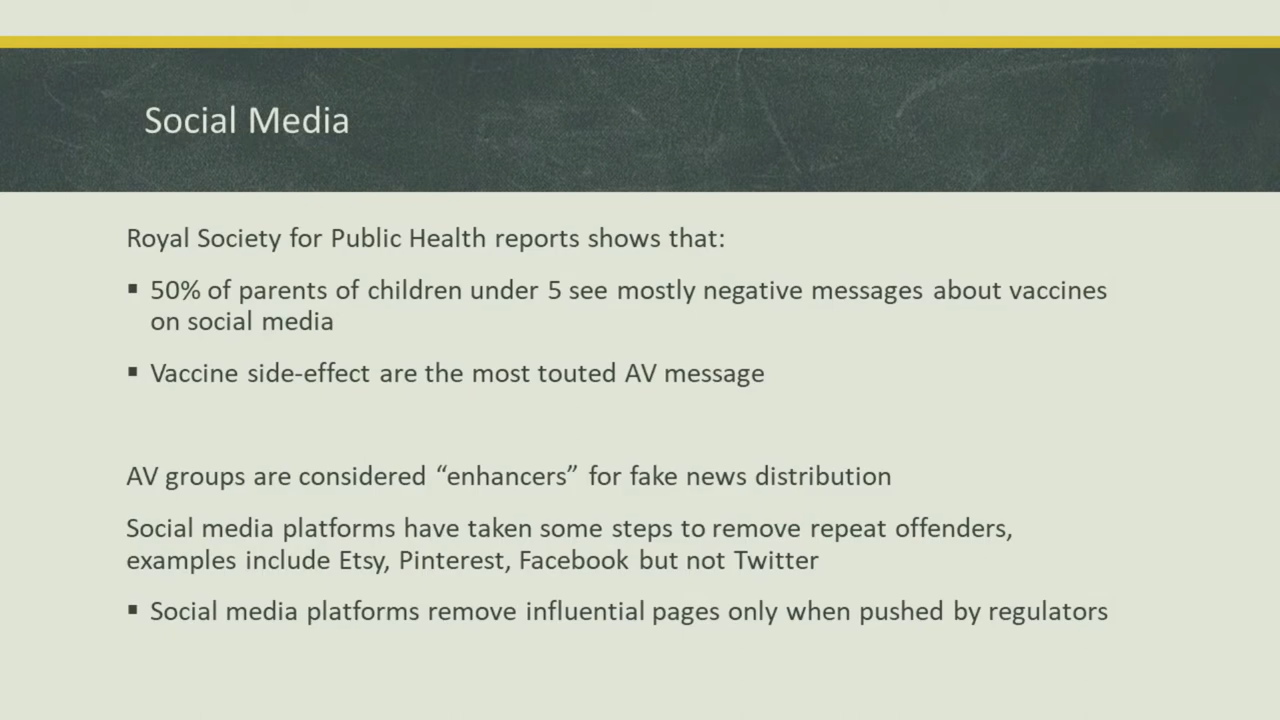 Social Media
Royal Society for Public Health reports shows that:
▪ 50% of parents of children under 5 see mostly negative messages about vaccines
on social media
▪ Vaccine side-effect are the most touted AV message
AV groups are considered “enhancers” for fake news distribution
Social media platforms have taken some steps to remove repeat offenders,
examples include Etsy, Pinterest, Facebook but not Twitter
▪ Social media platforms remove influential pages only when pushed by regulators